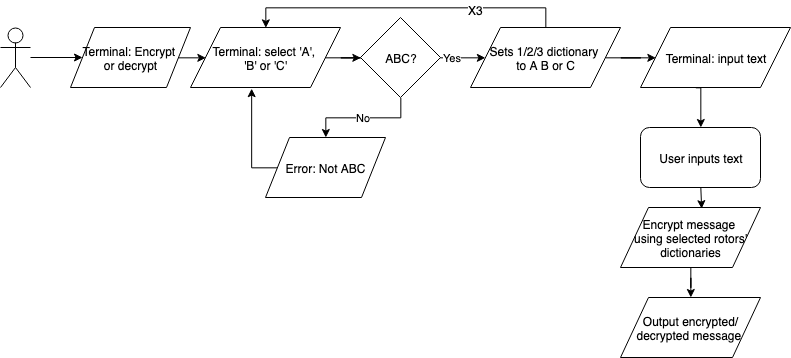 X3
Terminal: Encrypt
or decrypt
Terminal: select 'A',
'B' or 'C'
ABC?
Yes
Sets 1/2/3 dictionary
to A B or C
Terminal: input text
No
Error: Not ABC
User inputs text
Encrypt message
using selected rotors'
dictionaries
Output encrypted/
decrypted message